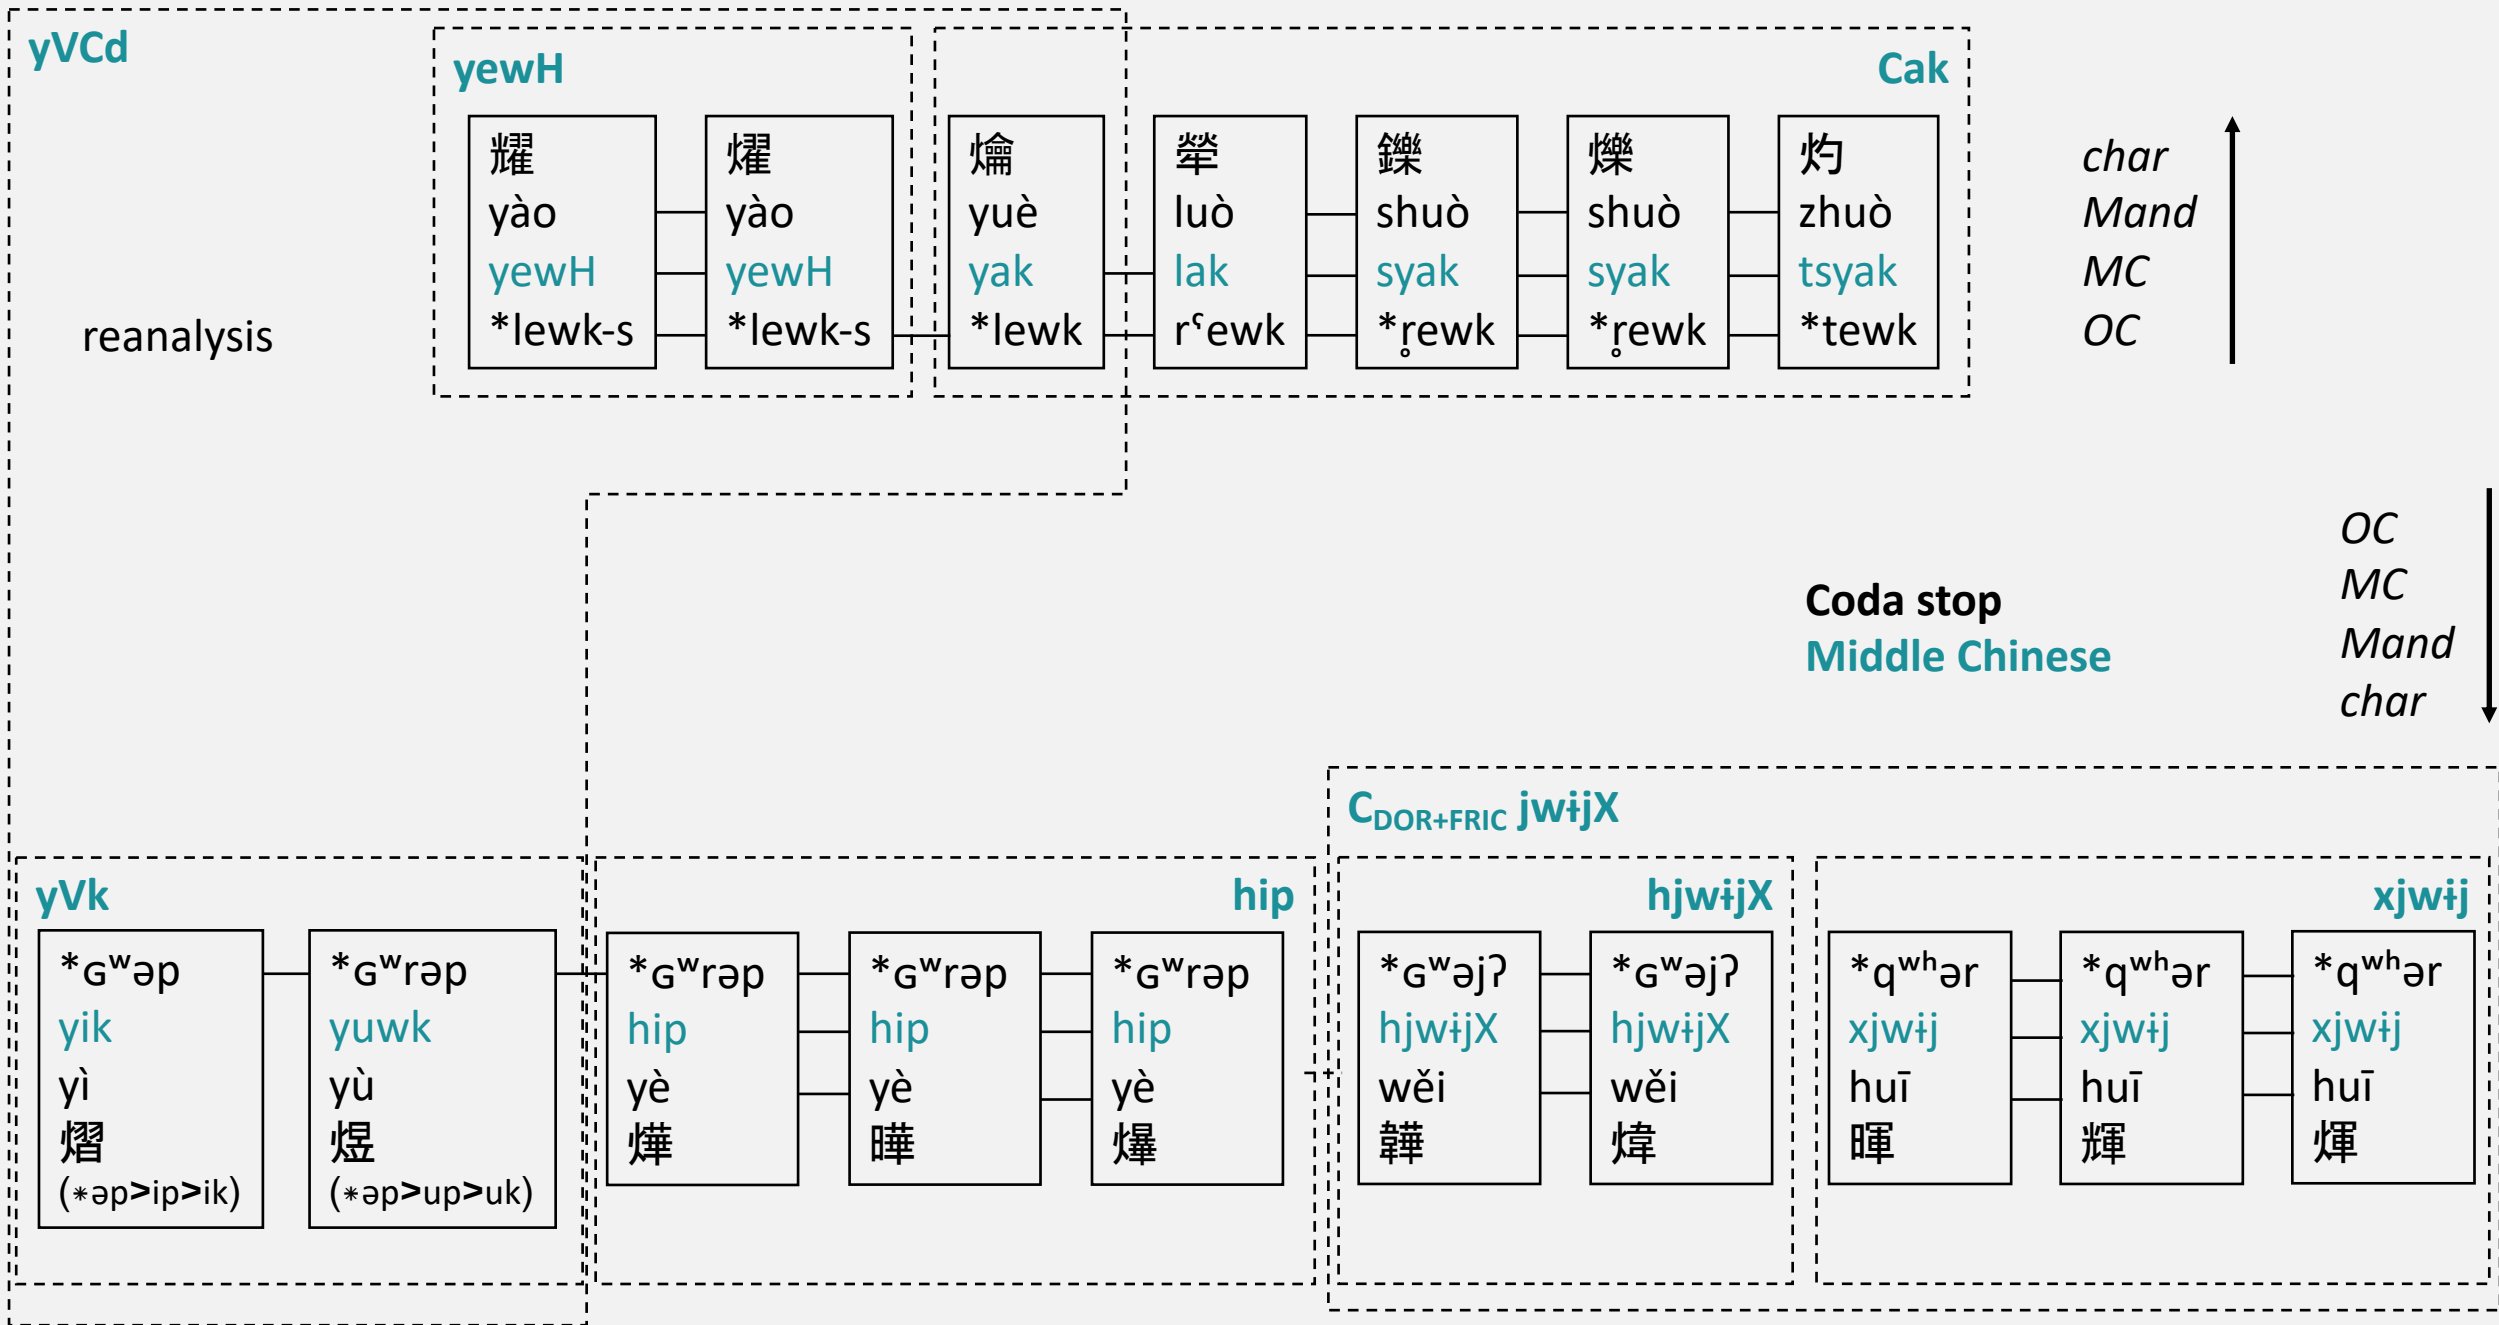 yVCd
yewH
Cak
耀
yào
yewH
*lewk-s
燿
yào
yewH
*lewk-s
爚
yuè
yak
*lewk
犖
luò
lak
rˤewk
鑠
shuò
syak
*r̥ewk
爍
shuò
syak
*r̥ewk
灼
zhuò
tsyak
*tewk
char
Mand
MC
OC
reanalysis
OC
MC
Mand
char
Coda stop
Middle Chinese
C_DOR+FRIC jwɨjX
yVk
hip
hjwɨjX
xjwɨj
*ɢʷəp
yik
yì
熠
(*əp>ip>ik)
*ɢʷrəp
yuwk
yù
煜
(*əp>up>uk)
*ɢʷrəp
hip
yè
燁
*ɢʷrəp
hip
yè
曄
*ɢʷrəp
hip
yè
爗
*ɢʷəjʔ
hjwɨjX
wěi
韡
*ɢʷəjʔ
hjwɨjX
wěi
煒
*qʷʰər
xjwɨj
huī
暉
*qʷʰər
xjwɨj
huī
輝
*qʷʰər
xjwɨj
huī
煇